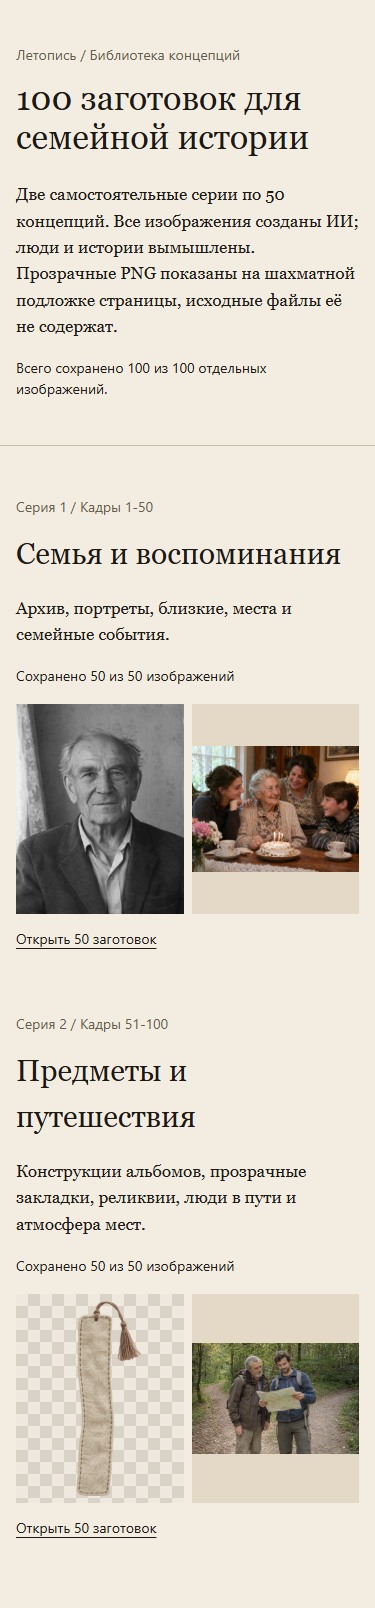 Летопись / Библиотека концепций
100 заготовок для
семейной истории
Две самостоятельные серии по 50
концепций. Все изображения созданы ИИ;
люди и истории вымышлены.
Прозрачные PNG показаны на шахматной
подложке страницы, исходные файлы её
не содержат.
Всего сохранено 100 из 100 отдельных
изображений.
Серия 1 / Кадры 1-50
Семья и воспоминания
Архив, портреты, близкие, места и
семейные события.
Сохранено 50 из 50 изображений
Открыть 50 заготовок
Серия 2 / Кадры 51-100
Предметы и
путешествия
Конструкции альбомов, прозрачные
закладки, реликвии, люди в пути и
атмосфера мест.
Сохранено 50 из 50 изображений
Открыть 50 заготовок